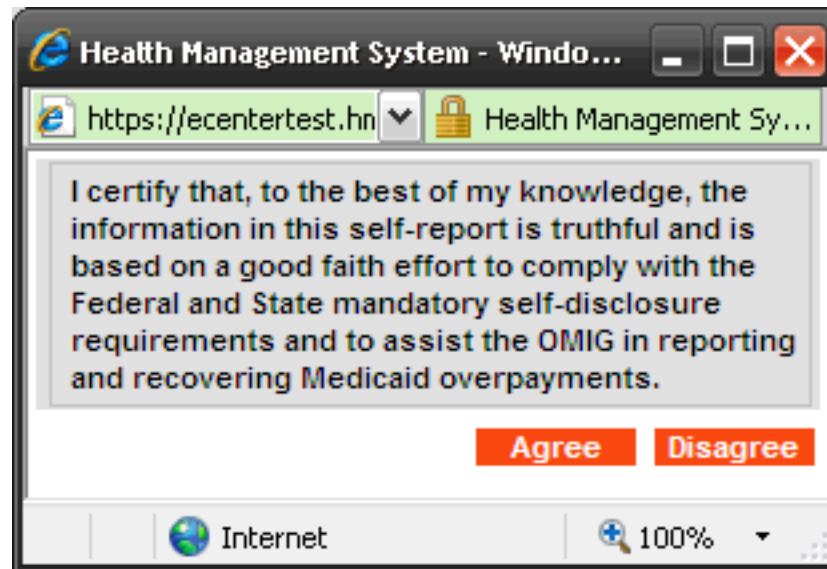 Health Management System - Windo...
https://ecentertest.hn
Health Management Sy...
I certify that, to the best of my knowledge, the
information in this self-report is truthful and is
based on a good faith effort to comply with the
Federal and State mandatory self-disclosure
requirements and to assist the OMIG in reporting
and recovering Medicaid overpayments.
Agree Disagree
Internet 100%